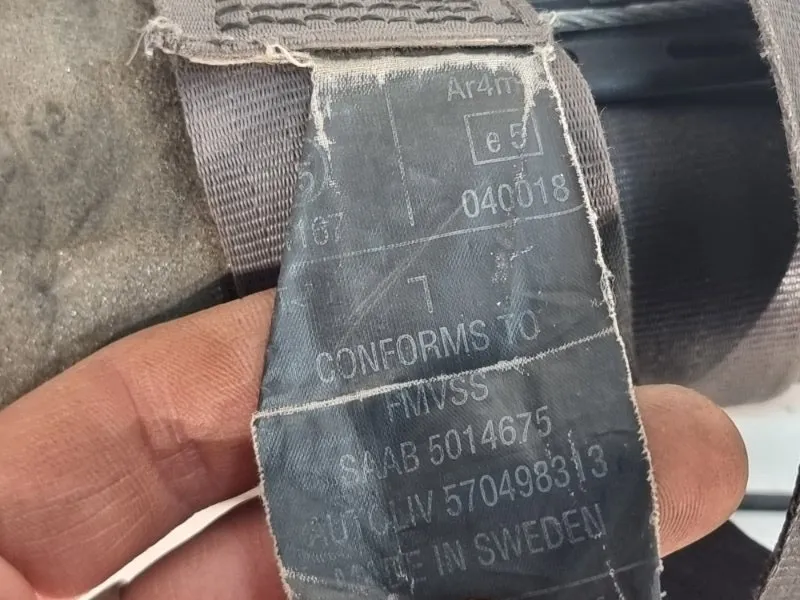 Ar4m
e 5
040018
CONFORMS TO
FMVSS
SAAB 5014675
AUTOLIV 570498313
MADE IN SWEDEN